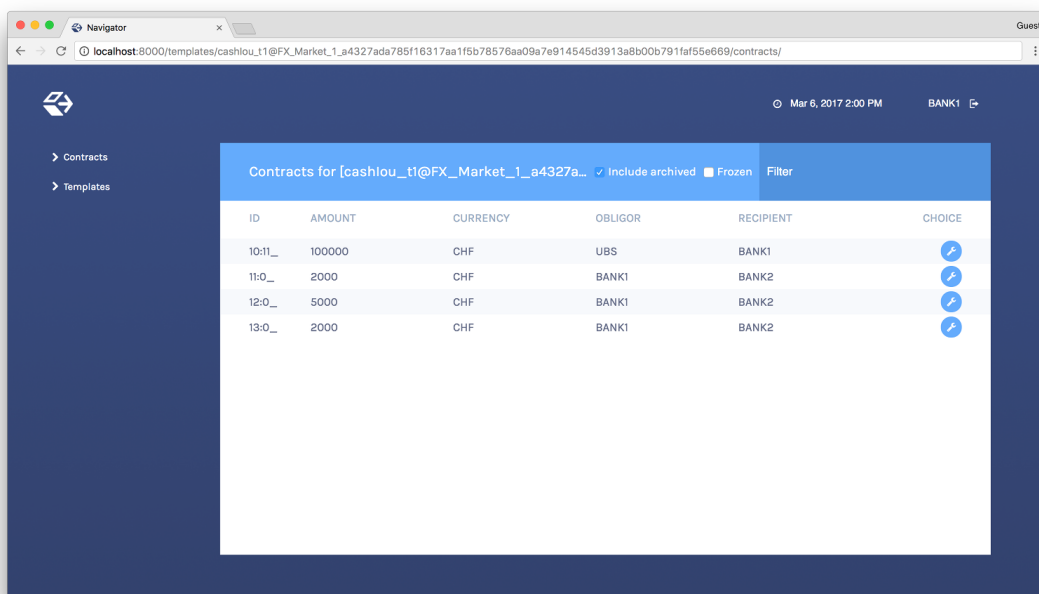 Navigator
Guest
localhost:8000/templates/cashIou_t1@FX_Market_1_a4327ada785f16317aa1f5b78576aa09a7e914545d3913a8b00b791faf55e669/contracts/
Mar 6, 2017 2:00 PM BANK1
Contracts
Templates
Contracts for [cashIou_t1@FX_Market_1_a4327a... Include archived Frozen Filter
ID AMOUNT CURRENCY OBLIGOR RECIPIENT CHOICE
10:11_ 100000 CHF UBS BANK1
11:0_ 2000 CHF BANK1 BANK2
12:0_ 5000 CHF BANK1 BANK2
13:0_ 2000 CHF BANK1 BANK2